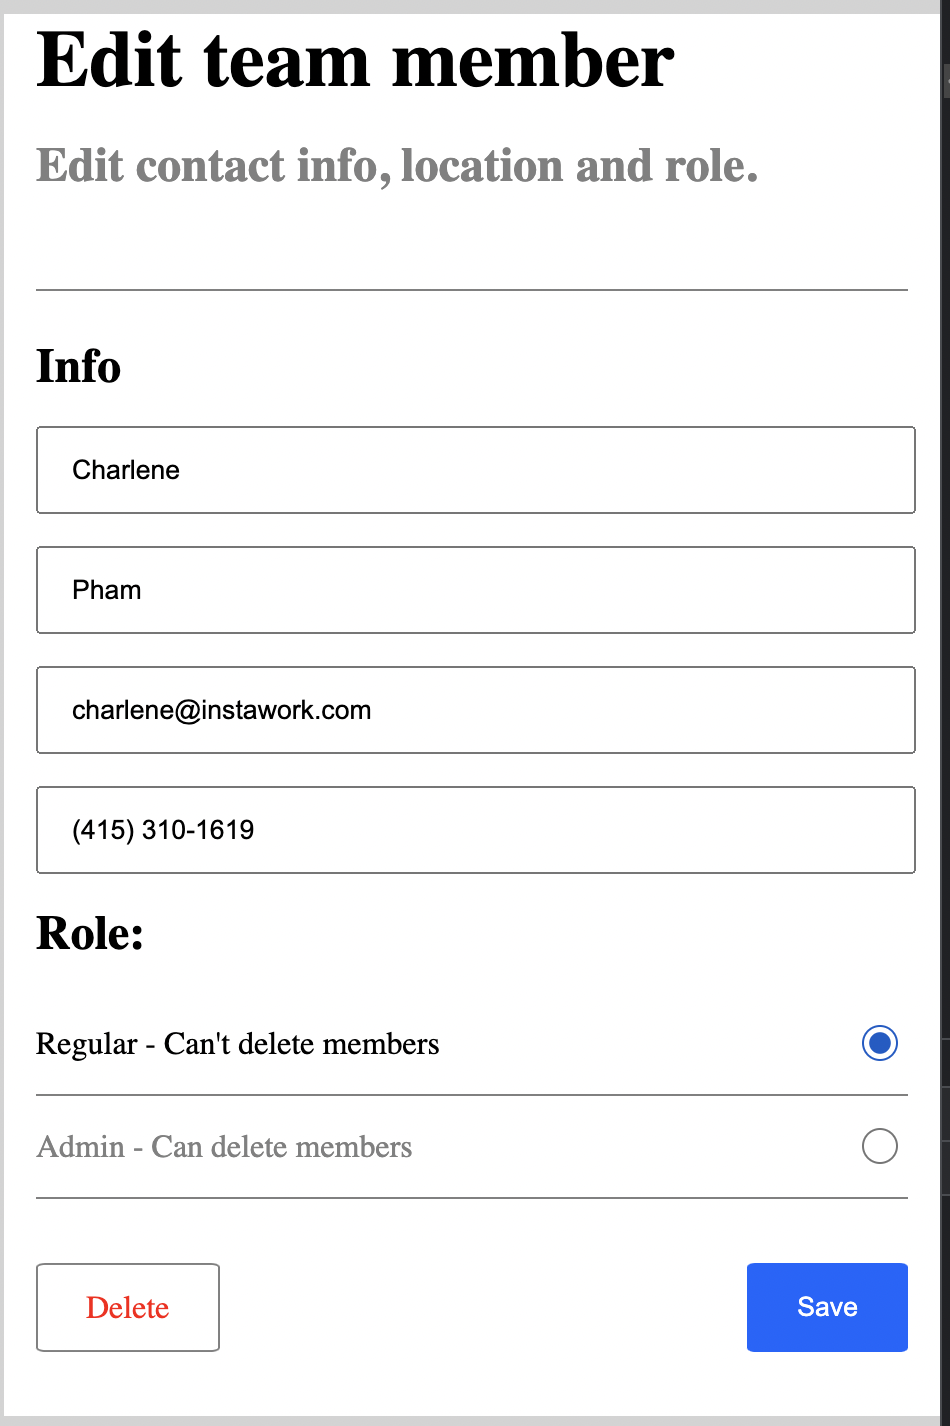 Edit team member
Edit contact info, location and role.
Info
Charlene
Pham
charlene@instawork.com
(415) 310-1619
Role:
Regular - Can't delete members
Admin - Can delete members
Delete
Save